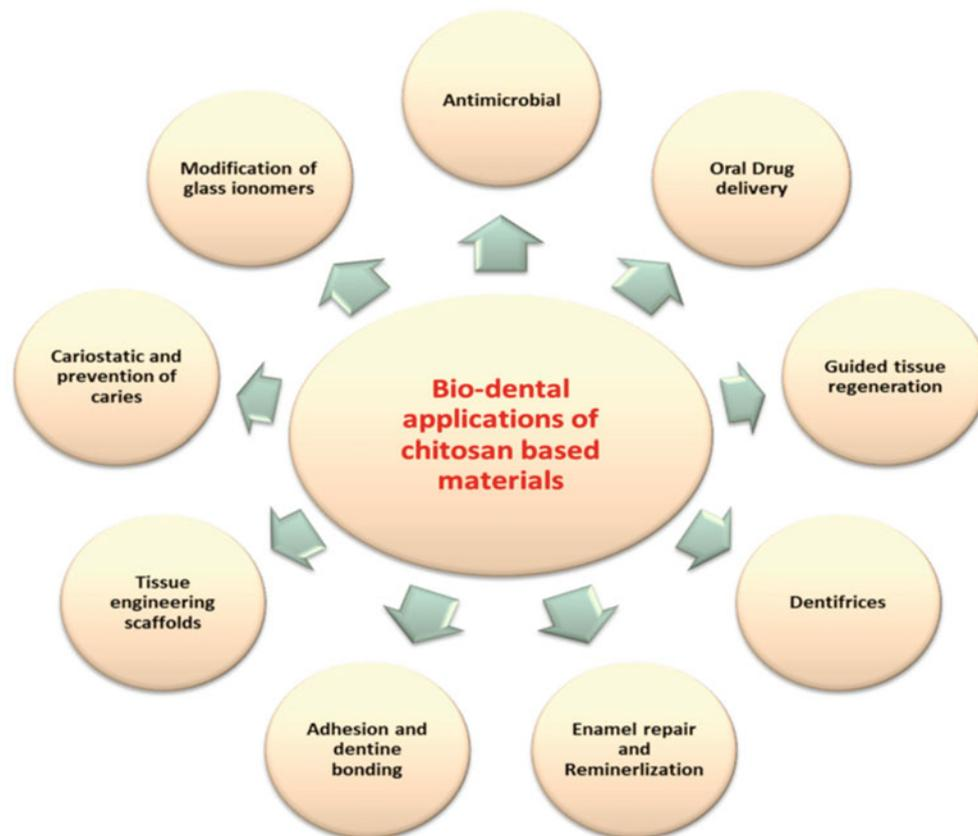 Antimicrobial
Oral Drug
delivery
Guided tissue
regeneration
Dentifrices
Enamel repair
and
Reminerlization
Adhesion and
dentine
bonding
Tissue
engineering
scaffolds
Cariostatic and
prevention of
caries
Modification of
glass ionomers
Bio-dental
applications of
chitosan based
materials